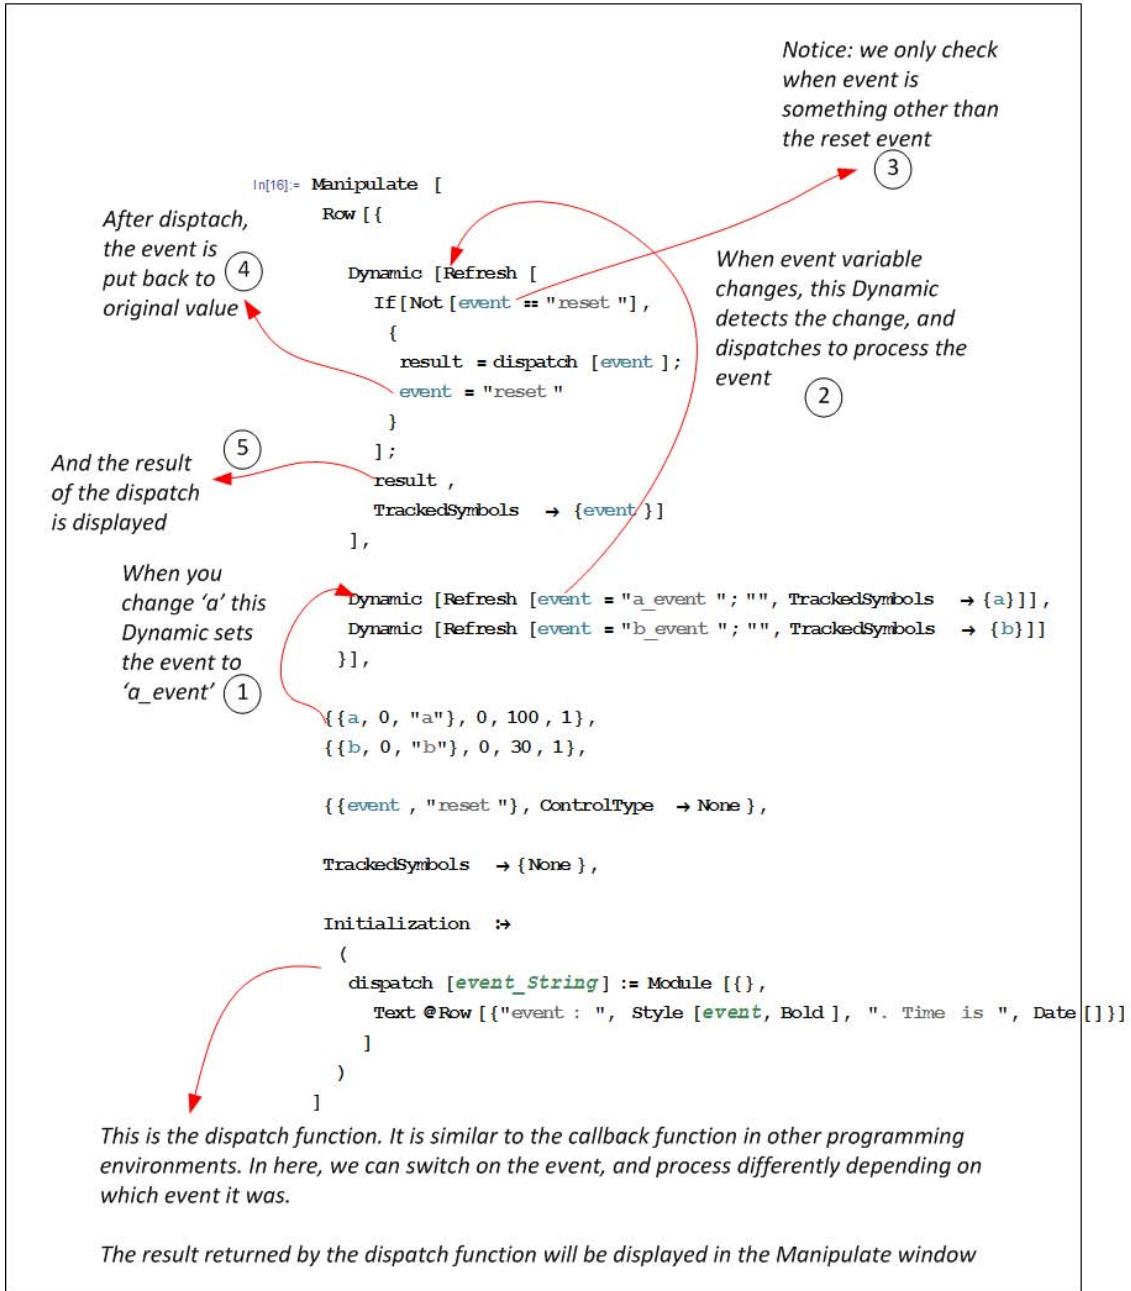 Notice: we only check
when event is
something other than
the reset event
3
In[16]:= Manipulate [
Row [{
After disptach,
the event is
put back to
original value
4
Dynamic [Refresh [
If[Not [event == "reset "],
{
result = dispatch [event ];
event = "reset "
}
];
result ,
TrackedSymbols → {event }]
],
When event variable
changes, this Dynamic
detects the change, and
dispatches to process the
event
2
5
And the result
of the dispatch
is displayed
When you
change ‘a’ this
Dynamic sets
the event to
‘a_event’
1
Dynamic [Refresh [event = "a_event "; "", TrackedSymbols → {a}]],
Dynamic [Refresh [event = "b_event "; "", TrackedSymbols → {b}]]
}],
{{a, 0, "a"}, 0, 100 , 1},
{{b, 0, "b"}, 0, 30 , 1},
{{event , "reset "}, ControlType → None },
TrackedSymbols → {None },
Initialization :→
(
dispatch [event_String] := Module [{},
Text @Row [{"event : ", Style [event, Bold ], ". Time is ", Date []}]
]
)
]
This is the dispatch function. It is similar to the callback function in other programming
environments. In here, we can switch on the event, and process differently depending on
which event it was.
The result returned by the dispatch function will be displayed in the Manipulate window